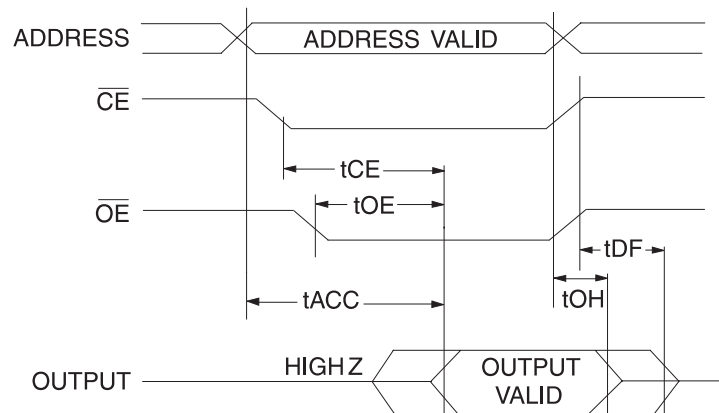 ADDRESS
ADDRESS VALID
CE
tCE
tOE
OE
tDF
tACC
tOH
HIGH Z
OUTPUT
OUTPUT
VALID